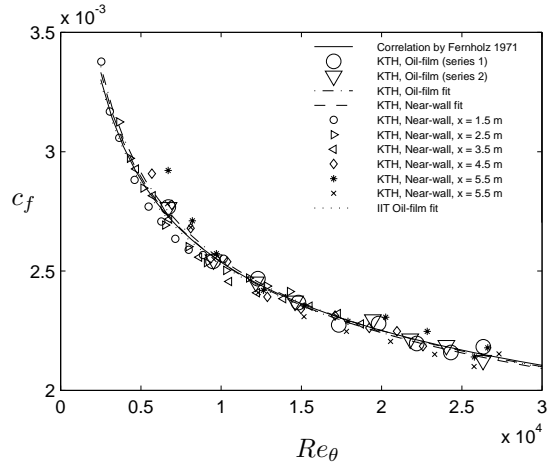 x 10⁻³
3.5
3
2.5
2
c_f
Correlation by Fernholz 1971
KTH, Oil-film (series 1)
KTH, Oil-film (series 2)
KTH, Oil-film fit
KTH, Near-wall fit
KTH, Near-wall, x = 1.5 m
KTH, Near-wall, x = 2.5 m
KTH, Near-wall, x = 3.5 m
KTH, Near-wall, x = 4.5 m
KTH, Near-wall, x = 5.5 m
KTH, Near-wall, x = 5.5 m
IIT Oil-film fit
0 0.5 1 1.5 2 2.5 3
x 10⁴
Re_θ